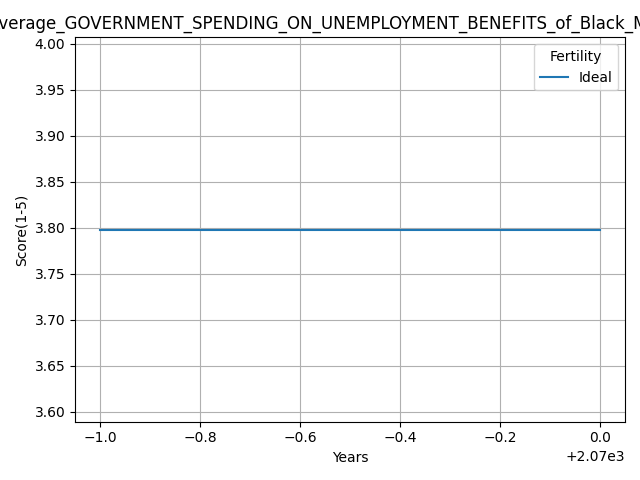 verage_GOVERNMENT_SPENDING_ON_UNEMPLOYMENT_BENEFITS_of_Black_M
4.00
3.95
3.90
3.85
3.80
3.75
3.70
3.65
3.60
Score(1-5)
Fertility
Ideal
−1.0 −0.8 −0.6 −0.4 −0.2 0.0
Years
+2.07e3